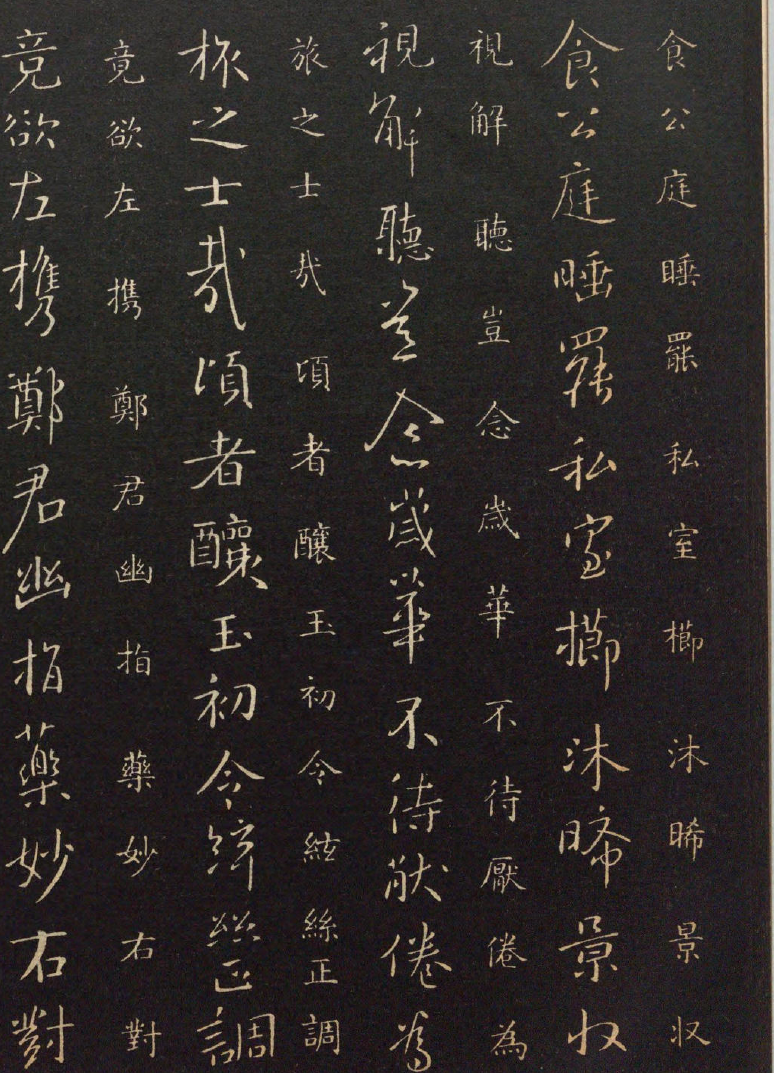 食公庭睡罷私室櫛沐晞景収
食公庭睡罷私室櫛沐晞景収
視解聽豈念歲華不待厭倦為
視解聽豈念歲華不待猒倦為
旅之士哉頃者釀玉初令絃絲正調
旅之士哉頃者釀玉初令絃絲正調
竟欲左携鄭君幽指藥妙右對
竟欲左携鄭君幽指藥妙右對